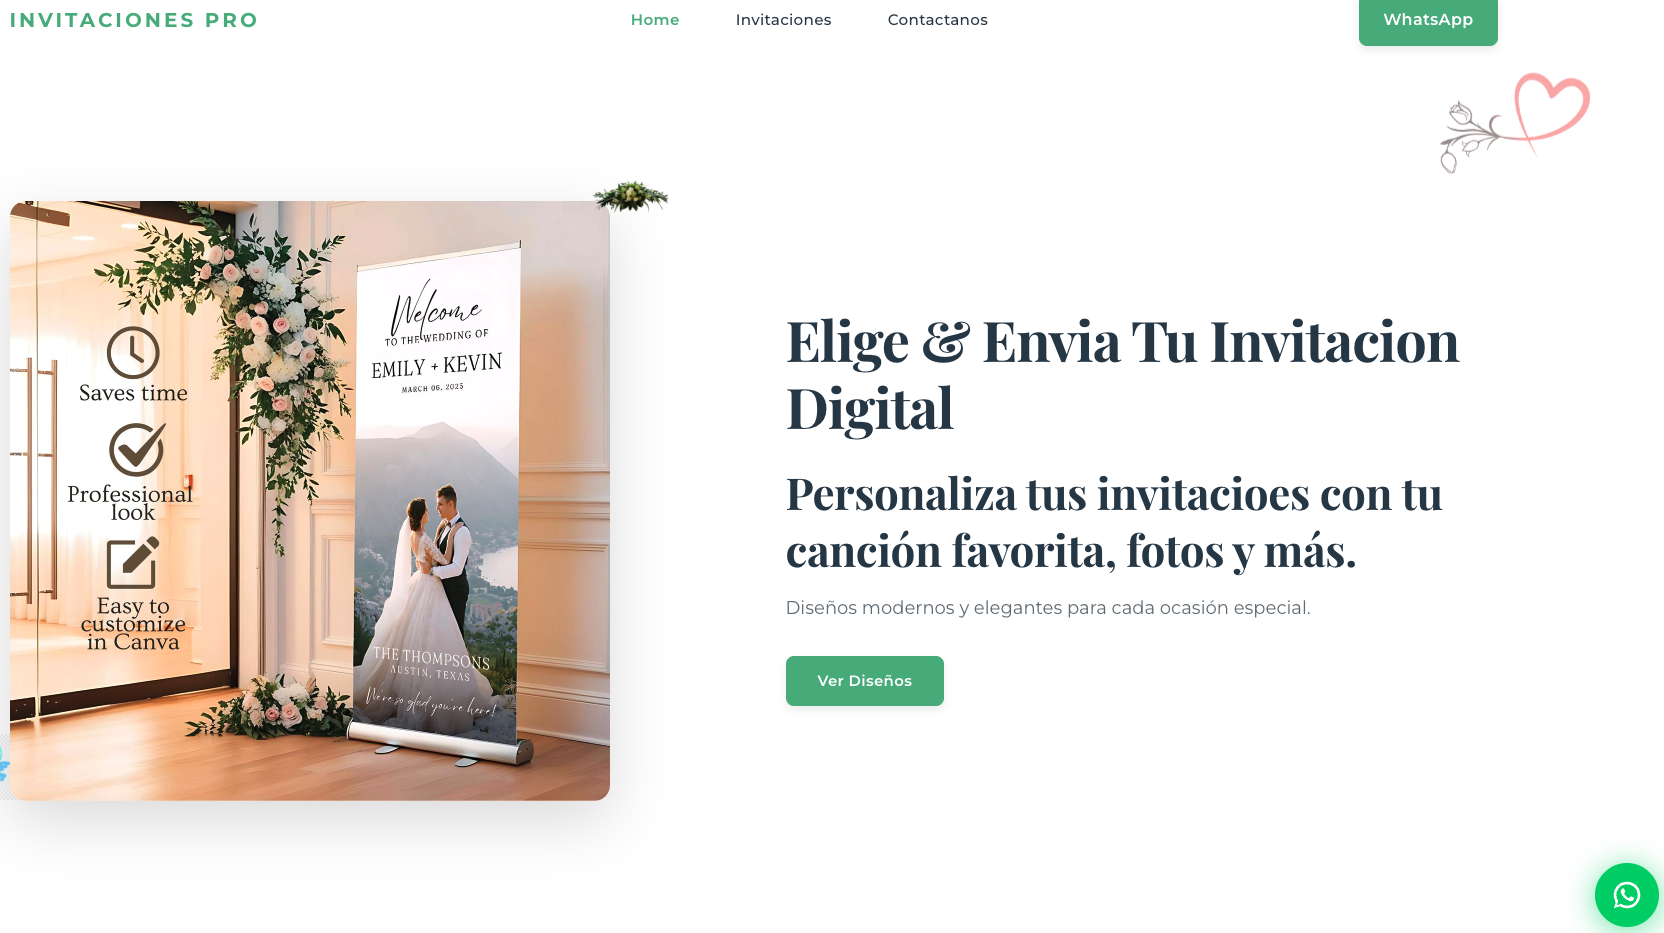 INVITACIONES PRO
Home
Invitaciones
Contactanos
WhatsApp
Saves time
Professional
look
Easy to
customize
in Canva
Welcome
TO THE WEDDING OF
EMILY + KEVIN
MARCH 06, 2025
THE THOMPSONS
AUSTIN, TEXAS
We're so glad you're here!
Elige & Envia Tu Invitacion
Digital
Personaliza tus invitacioes con tu
canción favorita, fotos y más.
Diseños modernos y elegantes para cada ocasión especial.
Ver Diseños